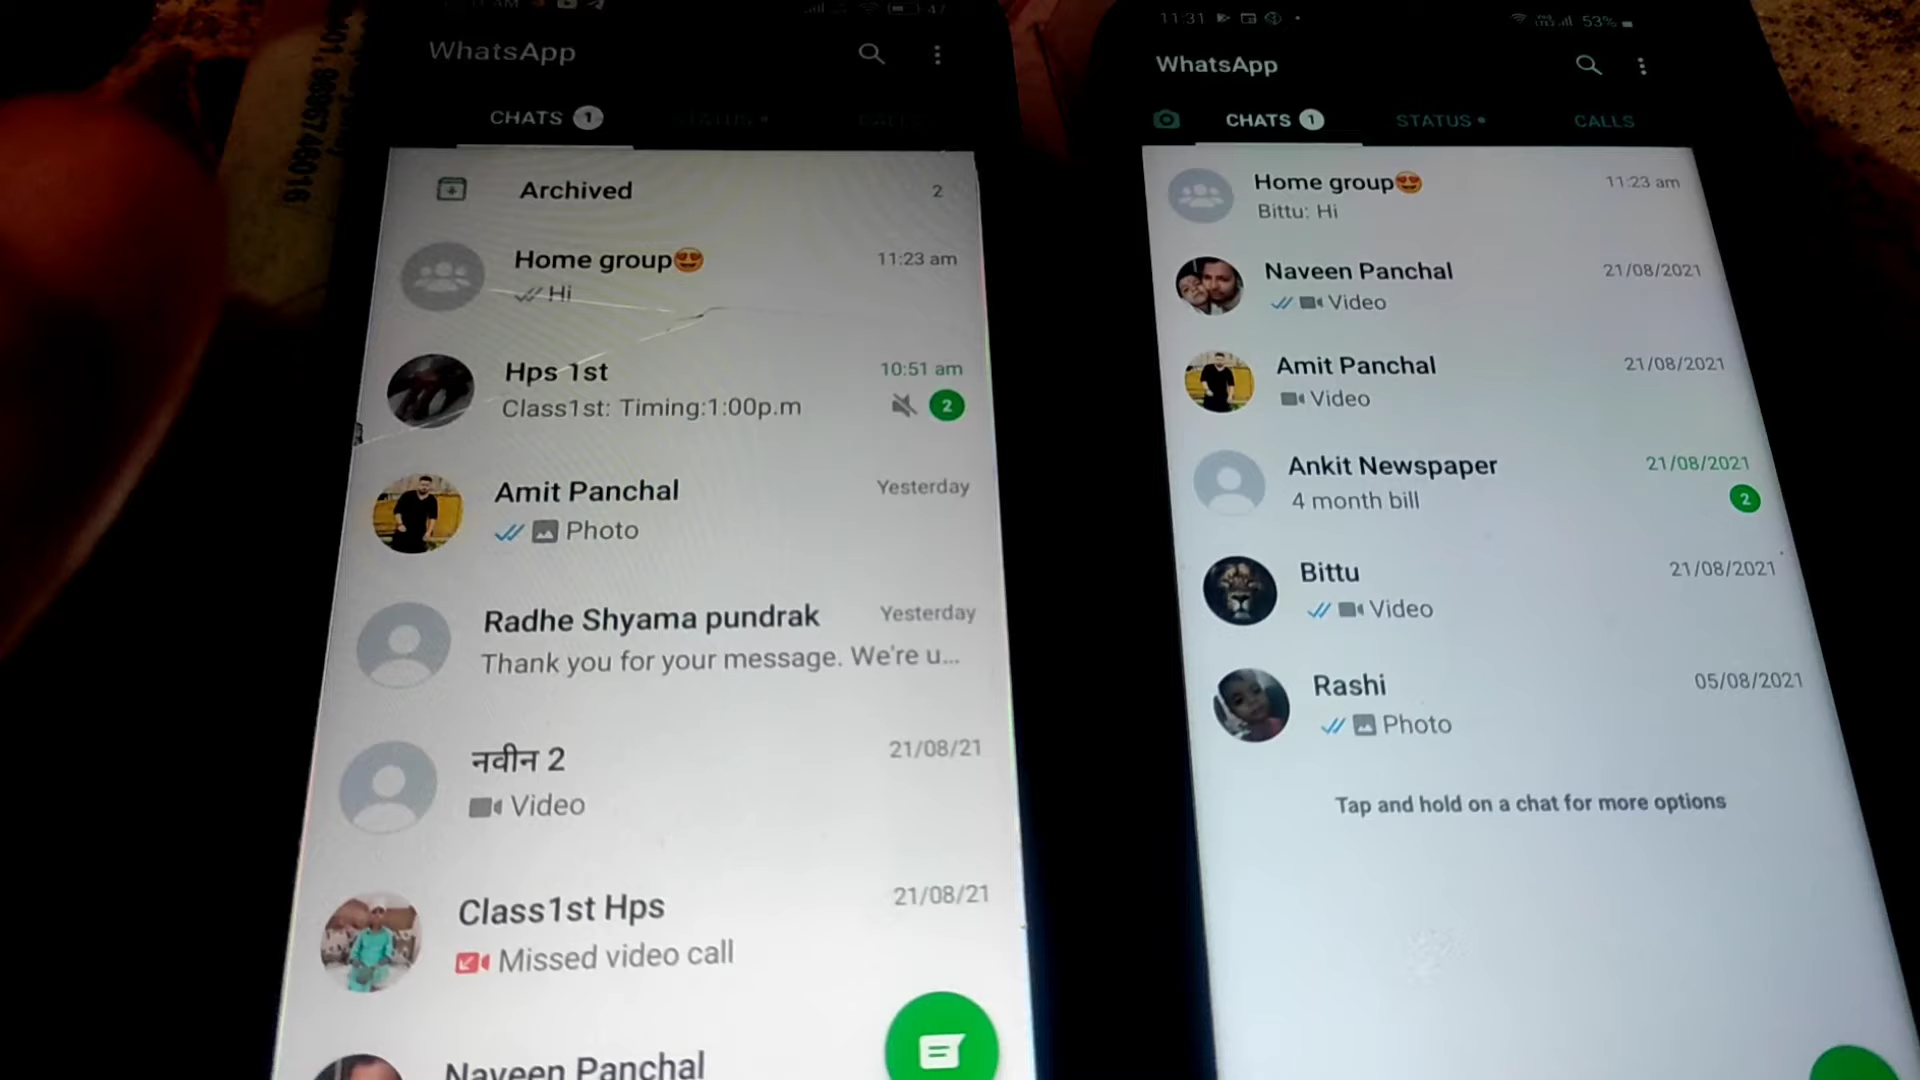 AM 47
WhatsApp
CHATS 1 STATUS CALLS
Archived 2
Home group😍 11:23 am
Hi
Hps 1st 10:51 am
Class1st: Timing:1:00p.m 2
Amit Panchal Yesterday
Photo
Radhe Shyama pundrak Yesterday
Thank you for your message. We're u...
नवीन 2 21/08/21
Video
Class1st Hps 21/08/21
Missed video call
Naveen Panchal
11:31 53%
WhatsApp
CHATS 1 STATUS CALLS
Home group😍 11:23 am
Bittu: Hi
Naveen Panchal 21/08/2021
Video
Amit Panchal 21/08/2021
Video
Ankit Newspaper 21/08/2021
4 month bill 2
Bittu 21/08/2021
Video
Rashi 05/08/2021
Photo
Tap and hold on a chat for more options